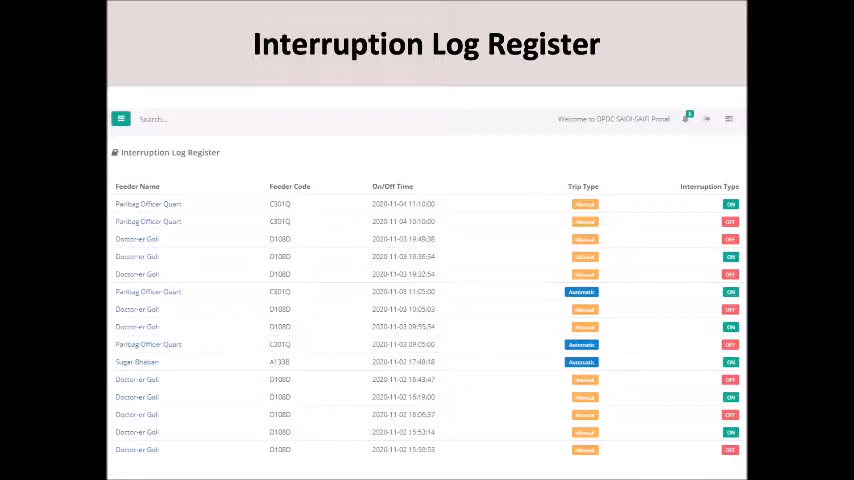 Interruption Log Register
Search...
Welcome to DPDC SAIDI-SAIFI Protal
6
Interruption Log Register
Feeder Name Feeder Code On/Off Time Trip Type Interruption Type
Paribag Officer Quart C301Q 2020-11-04 11:10:00 Manual ON
Paribag Officer Quart C301Q 2020-11-04 10:10:00 Manual OFF
Doctor-er Goli D108D 2020-11-03 19:49:38 Manual OFF
Doctor-er Goli D108D 2020-11-03 19:36:34 Manual ON
Doctor-er Goli D108D 2020-11-03 19:32:54 Manual OFF
Paribag Officer Quart C301Q 2020-11-03 11:05:00 Automatic ON
Doctor-er Goli D108D 2020-11-03 10:05:03 Manual OFF
Doctor-er Goli D108D 2020-11-03 09:55:34 Manual ON
Paribag Officer Quart C301Q 2020-11-03 09:05:00 Automatic OFF
Sugar Bhaban A133B 2020-11-02 17:48:18 Automatic ON
Doctor-er Goli D108D 2020-11-02 16:43:47 Manual OFF
Doctor-er Goli D108D 2020-11-02 16:19:00 Manual ON
Doctor-er Goli D108D 2020-11-02 16:06:37 Manual OFF
Doctor-er Goli D108D 2020-11-02 15:53:14 Manual ON
Doctor-er Goli D108D 2020-11-02 15:50:53 Manual OFF